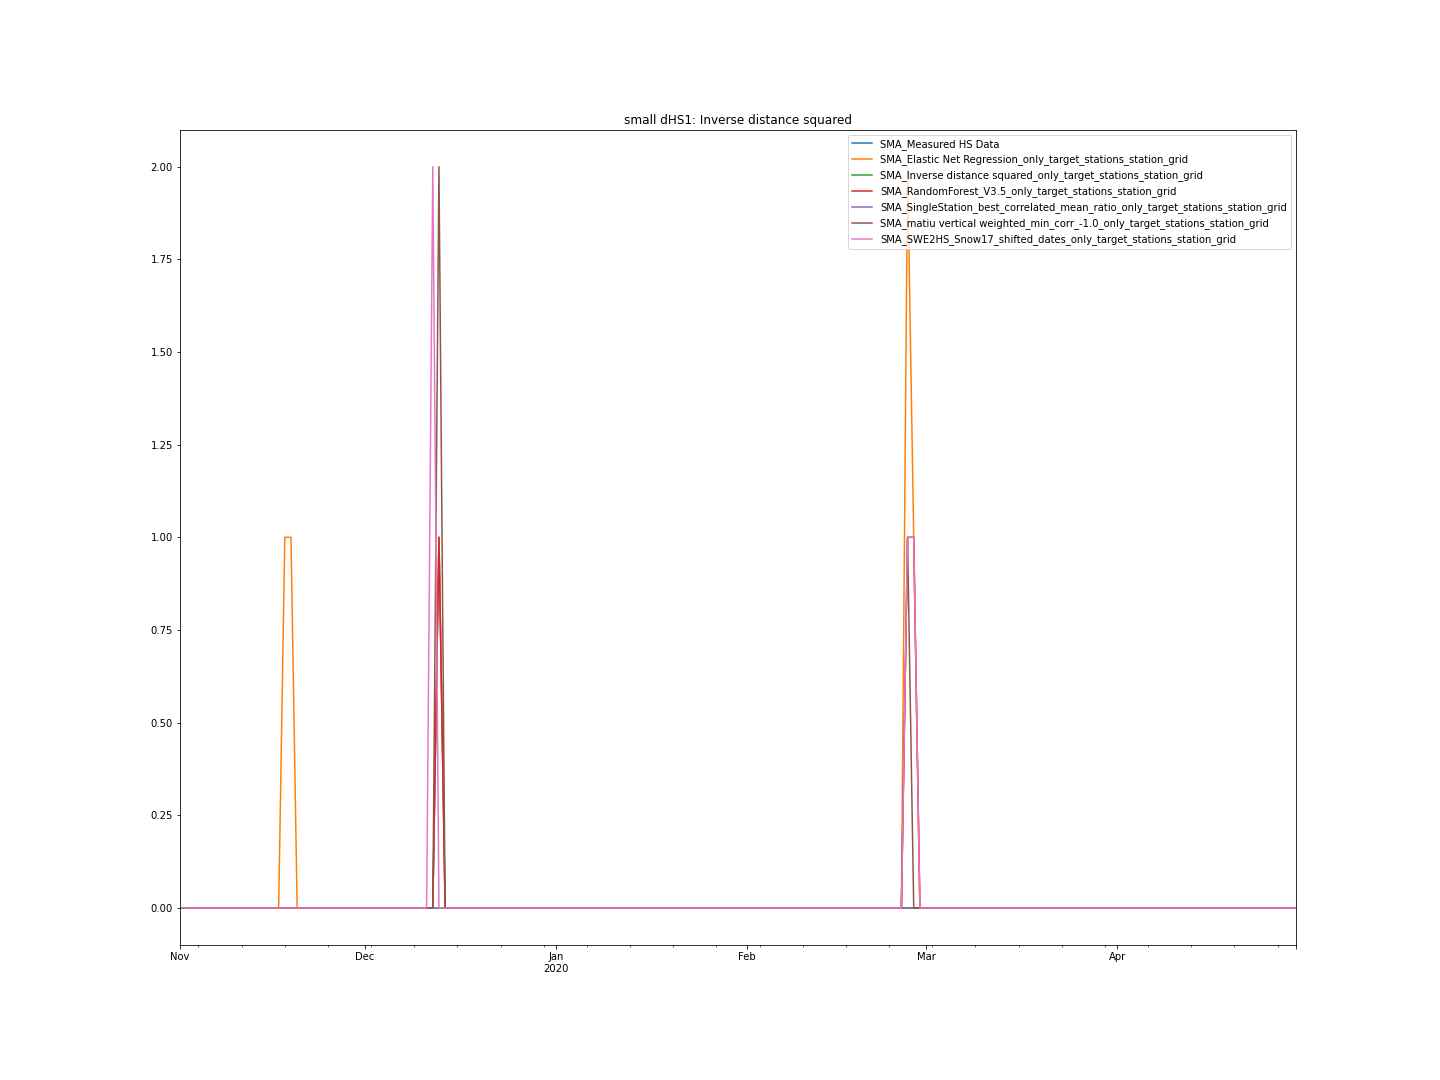 small dHS1: Inverse distance squared
SMA_Measured HS Data
SMA_Elastic Net Regression_only_target_stations_station_grid
SMA_Inverse distance squared_only_target_stations_station_grid
SMA_RandomForest_V3.5_only_target_stations_station_grid
SMA_SingleStation_best_correlated_mean_ratio_only_target_stations_station_grid
SMA_matiu vertical weighted_min_corr_-1.0_only_target_stations_station_grid
SMA_SWE2HS_Snow17_shifted_dates_only_target_stations_station_grid
2.00
1.75
1.50
1.25
1.00
0.75
0.50
0.25
0.00
Nov Dec Jan Feb Mar Apr
2020